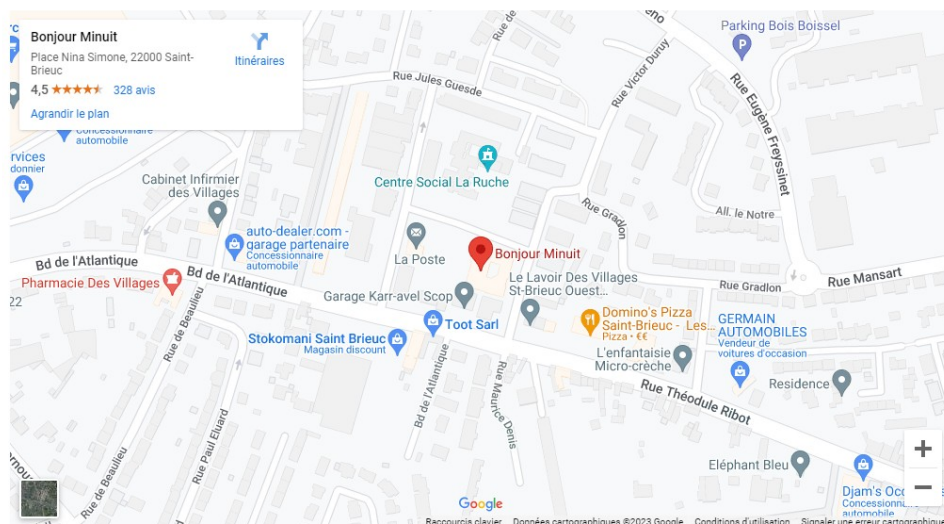 Bonjour Minuit
Place Nina Simone, 22000 Saint-
Brieuc
4,5
328 avis
Agrandir le plan
Itinéraires
Concessionnaire
automobile
rvices
donnier
Cabinet Infirmier
des Villages
auto-dealer.com -
garage partenaire
Concessionnaire
automobile
Rue Jules Guesde
Rue Victor Duruy
Parking Bois Boissel
P
Rue Eugène Freyssinet
Centre Social La Ruche
All. le Notre
Rue Gradlon
La Poste
Bonjour Minuit
Bd de l'Atlantique
Bd de l'Atlantique
Pharmacie Des Villages
22
Le Lavoir Des Villages
St-Brieuc Ouest...
Rue Gradlon
Rue Mansart
Garage Karr-avel Scop
Toot Sarl
Stokomani Saint Brieuc
Magasin discount
Domino's Pizza
Saint-Brieuc - Les...
Pizza • €€
GERMAIN
AUTOMOBILES
Vendeur de
voitures d'occasion
L'enfantaisie
Micro-crèche
Residence
Rue de Beaulieu
Rue de Beaulieu
Rue Paul Eluard
Bd de l'Atlantique
Rue Maurice Denis
Rue Théodule Ribot
Eléphant Bleu
Djam's Occ
Concessionnaire
automobile
+
−
Google
Raccourcis clavier
Données cartographiques ©2023 Google
Conditions d'utilisation
Signaler une erreur cartographique